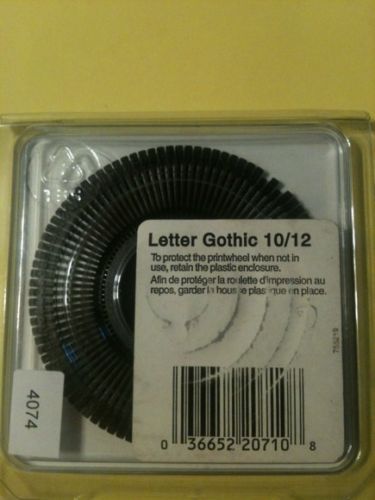 Letter Gothic 10/12
To protect the printwheel when not in
use, retain the plastic enclosure.
Afin de protéger la roulette d'impression au
repos, garder la housse plastique en place.
4074
0 36652 20710 8